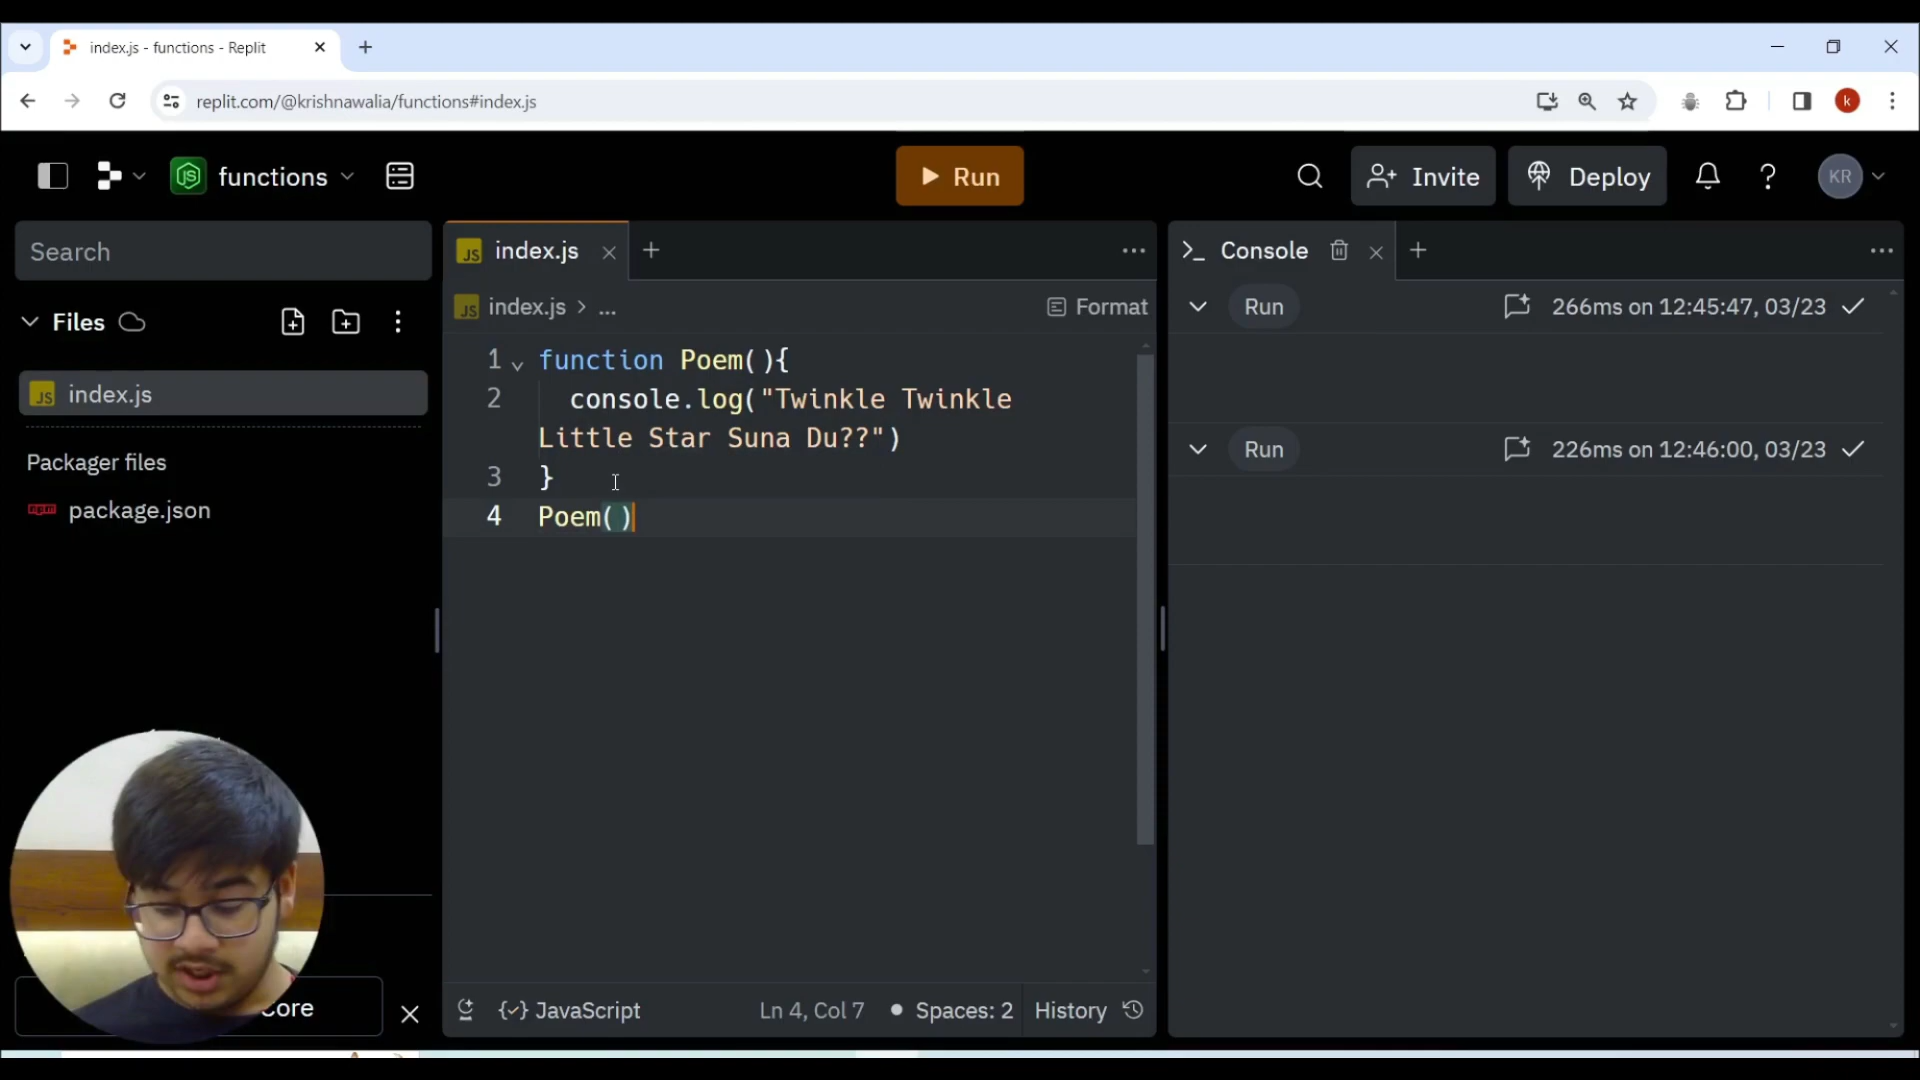 index.js - functions - Replit
replit.com/@krishnawalia/functions#index.js
k
functions
Run
Invite
Deploy
KR
Search
index.js
Console
index.js > ...
Format
Run
266ms on 12:45:47, 03/23
Files
index.js
Packager files
package.json
1 function Poem(){
2 console.log("Twinkle Twinkle
Little Star Suna Du??")
3 }
4 Poem()
Run
226ms on 12:46:00, 03/23
Core
JavaScript
Ln 4, Col 7
Spaces: 2
History